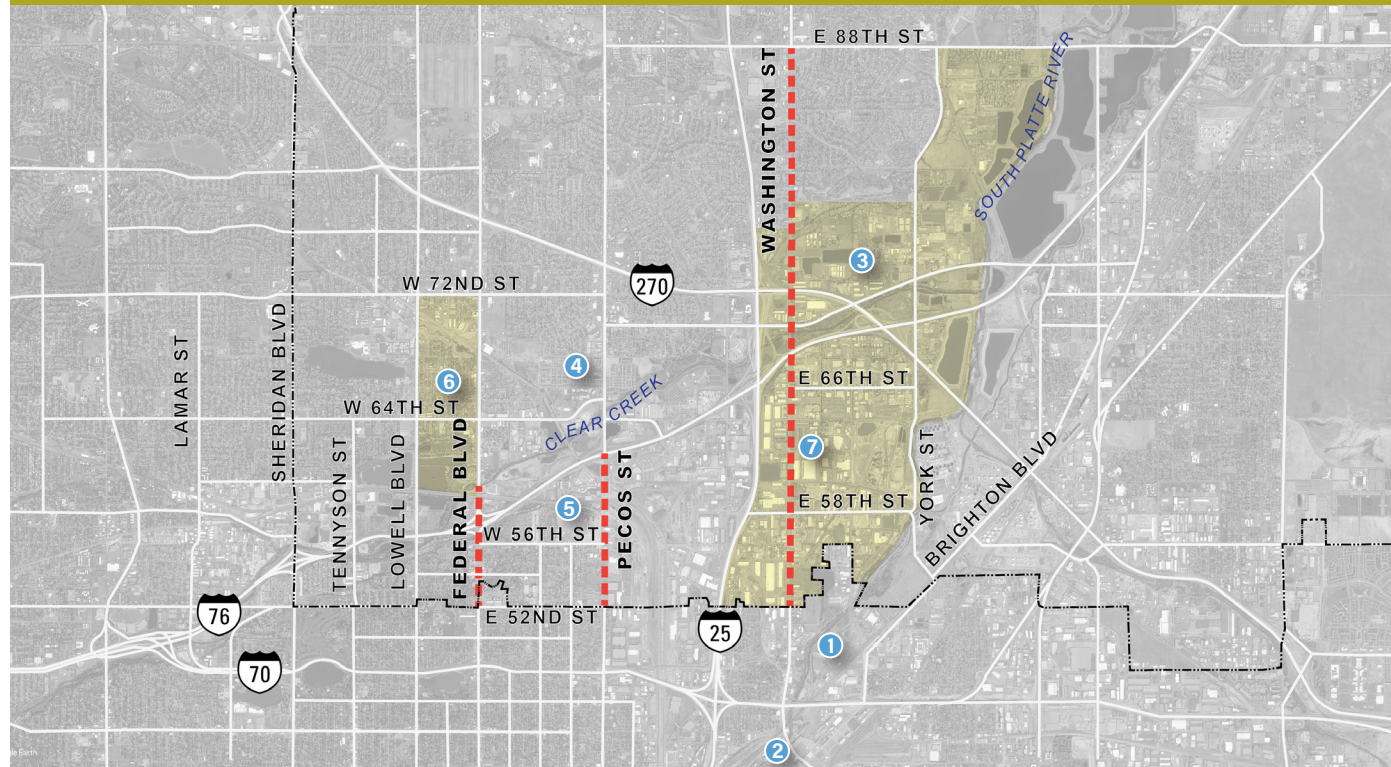 E 88TH ST
WASHINGTON ST
SOUTH PLATTE RIVER
3
W 72ND ST
270
LAMAR ST
SHERIDAN BLVD
4
6
E 66TH ST
W 64TH ST
CLEAR CREEK
TENNYSON ST
LOWELL BLVD
FEDERAL BLVD
7
PECOS ST
YORK ST
BRIGHTON BLVD
5
E 58TH ST
W 56TH ST
E 52ND ST
76
25
1
70
2
le Earth